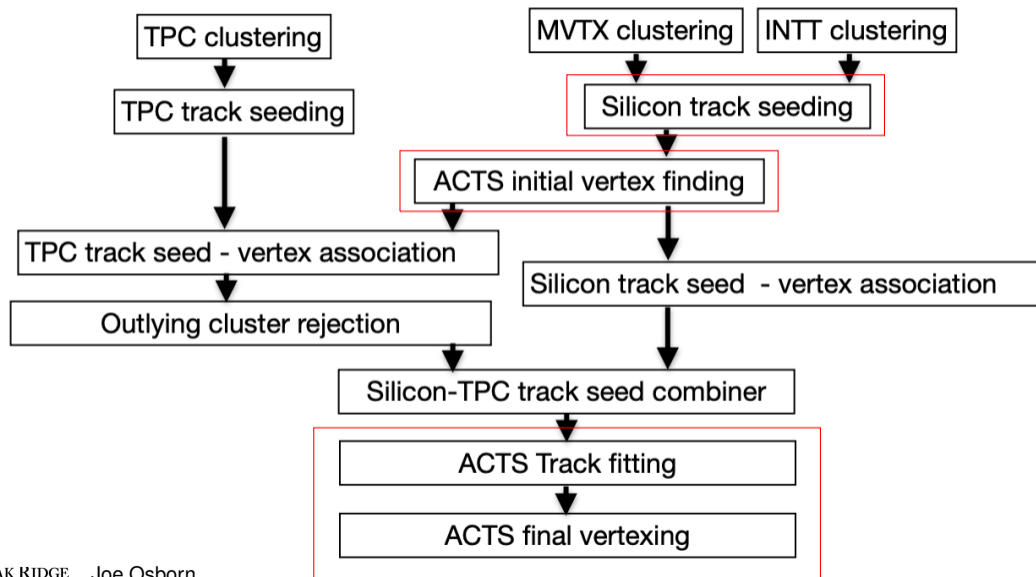 TPC clustering
MVTX clustering
INTT clustering
TPC track seeding
Silicon track seeding
ACTS initial vertex finding
TPC track seed - vertex association
Silicon track seed - vertex association
Outlying cluster rejection
Silicon-TPC track seed combiner
ACTS Track fitting
ACTS final vertexing
RIDGE Joe Osborn